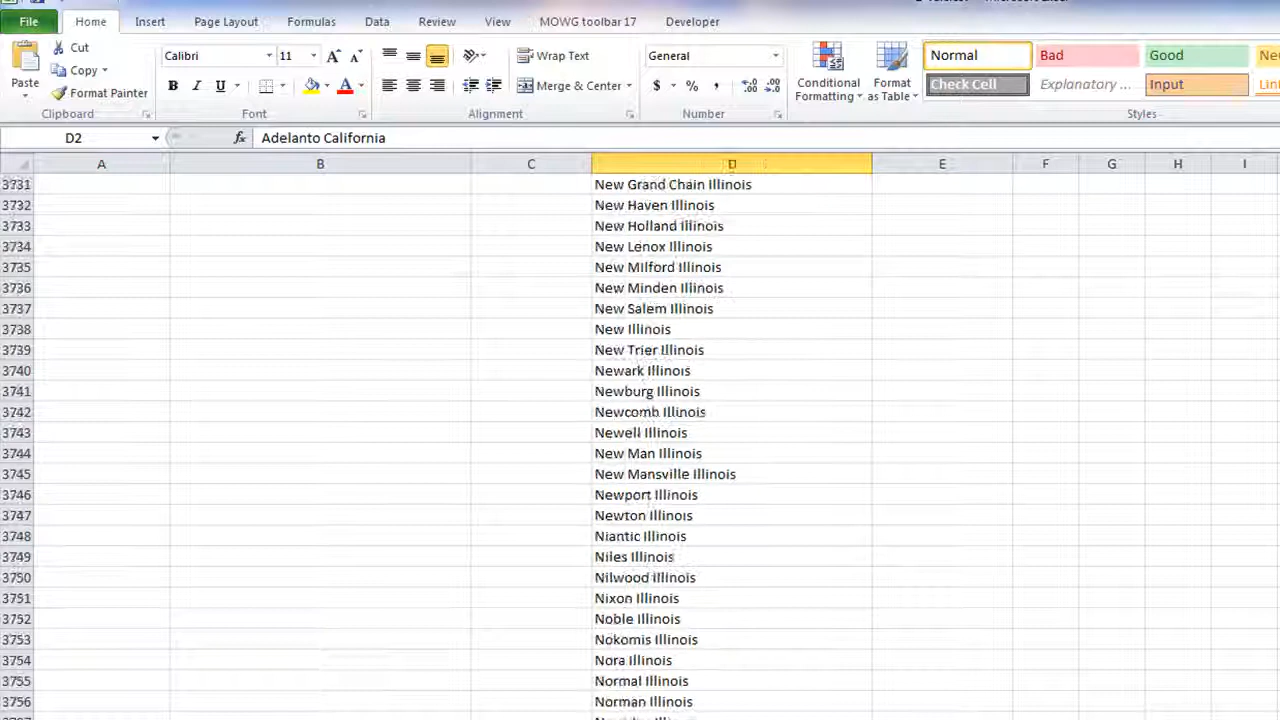 File Home Insert Page Layout Formulas Data Review View MOWG toolbar 17 Developer
Cut
Copy
Format Painter
Paste
Clipboard
Calibri 11 A A
B I U A
Font
Wrap Text
Merge & Center
Alignment
General
$ % ,
Number
Conditional Formatting
Format as Table
Normal Bad Good
Check Cell Explanatory ... Input
Styles
D2 fx Adelanto California
A B C D E F G H I
3731 New Grand Chain Illinois
3732 New Haven Illinois
3733 New Holland Illinois
3734 New Lenox Illinois
3735 New Milford Illinois
3736 New Minden Illinois
3737 New Salem Illinois
3738 New Illinois
3739 New Trier Illinois
3740 Newark Illinois
3741 Newburg Illinois
3742 Newcomb Illinois
3743 Newell Illinois
3744 New Man Illinois
3745 New Mansville Illinois
3746 Newport Illinois
3747 Newton Illinois
3748 Niantic Illinois
3749 Niles Illinois
3750 Nilwood Illinois
3751 Nixon Illinois
3752 Noble Illinois
3753 Nokomis Illinois
3754 Nora Illinois
3755 Normal Illinois
3756 Norman Illinois